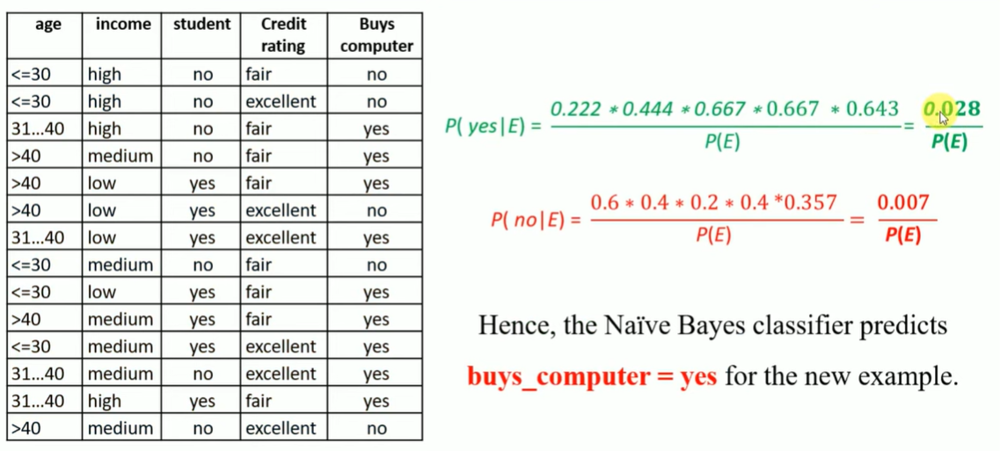 age income student Credit rating Buys computer
<=30 high no fair no
<=30 high no excellent no
31...40 high no fair yes
>40 medium no fair yes
>40 low yes fair yes
>40 low yes excellent no
31...40 low yes excellent yes
<=30 medium no fair no
<=30 low yes fair yes
>40 medium yes fair yes
<=30 medium yes excellent yes
31...40 medium no excellent yes
31...40 high yes fair yes
>40 medium no excellent no
P( yes|E) = 0.222 * 0.444 * 0.667 * 0.667 * 0.643 / P(E) = 0.028 / P(E)
P( no|E) = 0.6 * 0.4 * 0.2 * 0.4 *0.357 / P(E) = 0.007 / P(E)
Hence, the Naïve Bayes classifier predicts
buys_computer = yes for the new example.